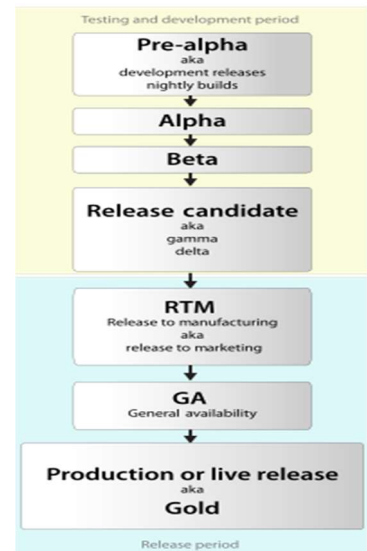 Testing and development period
Pre-alpha
aka
development releases
nightly builds
Alpha
Beta
Release candidate
aka
gamma
delta
RTM
Release to manufacturing
aka
release to marketing
GA
General availability
Production or live release
aka
Gold
Release period